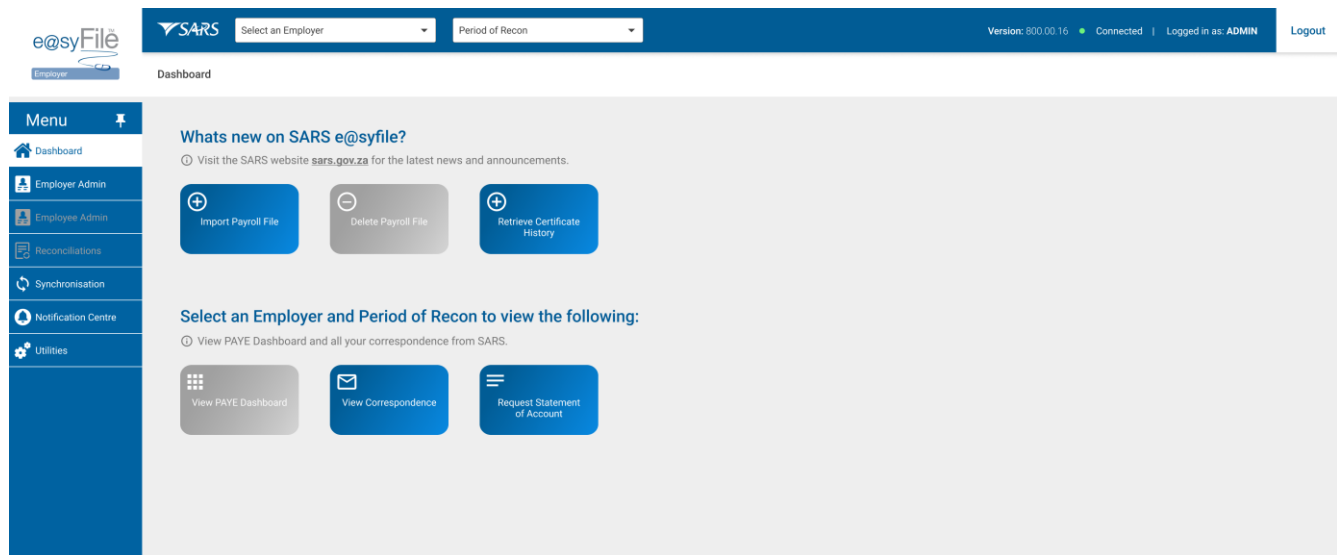 e@syFile™
Employer
SARS
Select an Employer
Period of Recon
Version: 800.00.16 • Connected | Logged in as: ADMIN
Logout
Dashboard
Menu
Dashboard
Employer Admin
Employee Admin
Reconciliations
Synchronisation
Notification Centre
Utilities
Whats new on SARS e@syfile?
Visit the SARS website sars.gov.za for the latest news and announcements.
Import Payroll File
Delete Payroll File
Retrieve Certificate
History
Select an Employer and Period of Recon to view the following:
View PAYE Dashboard and all your correspondence from SARS.
View PAYE Dashboard
View Correspondence
Request Statement
of Account